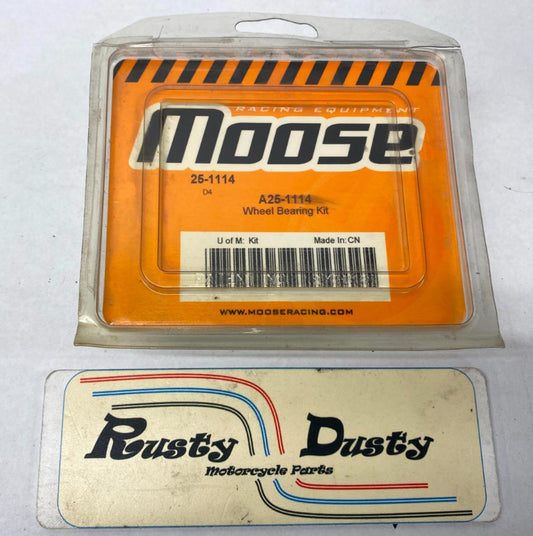 RACING EQUIPMENT
Moose
25-1114
D4
A25-1114
Wheel Bearing Kit
U of M: Kit Made In: CN
WWW.MOOSERACING.COM
Rusty Dusty
Motorcycle Parts